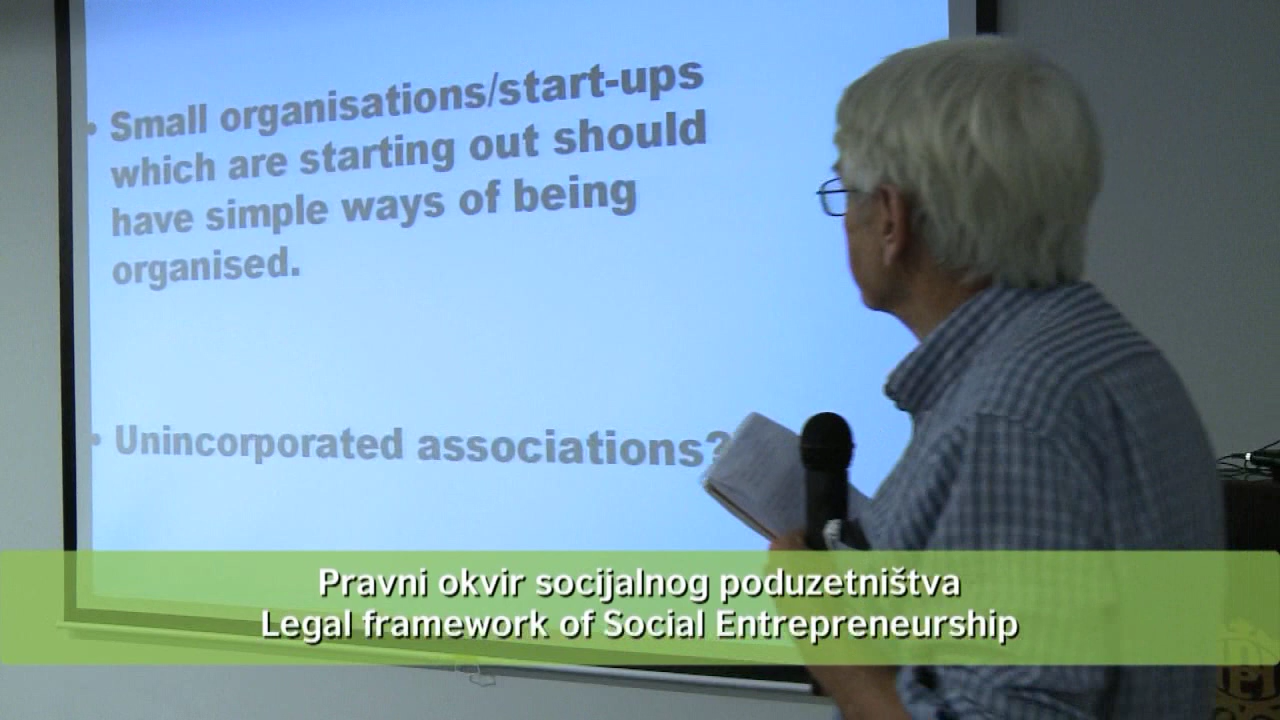 • Small organisations/start-ups
which are starting out should
have simple ways of being
organised.
• Unincorporated associations?
Pravni okvir socijalnog poduzetništva
Legal framework of Social Entrepreneurship